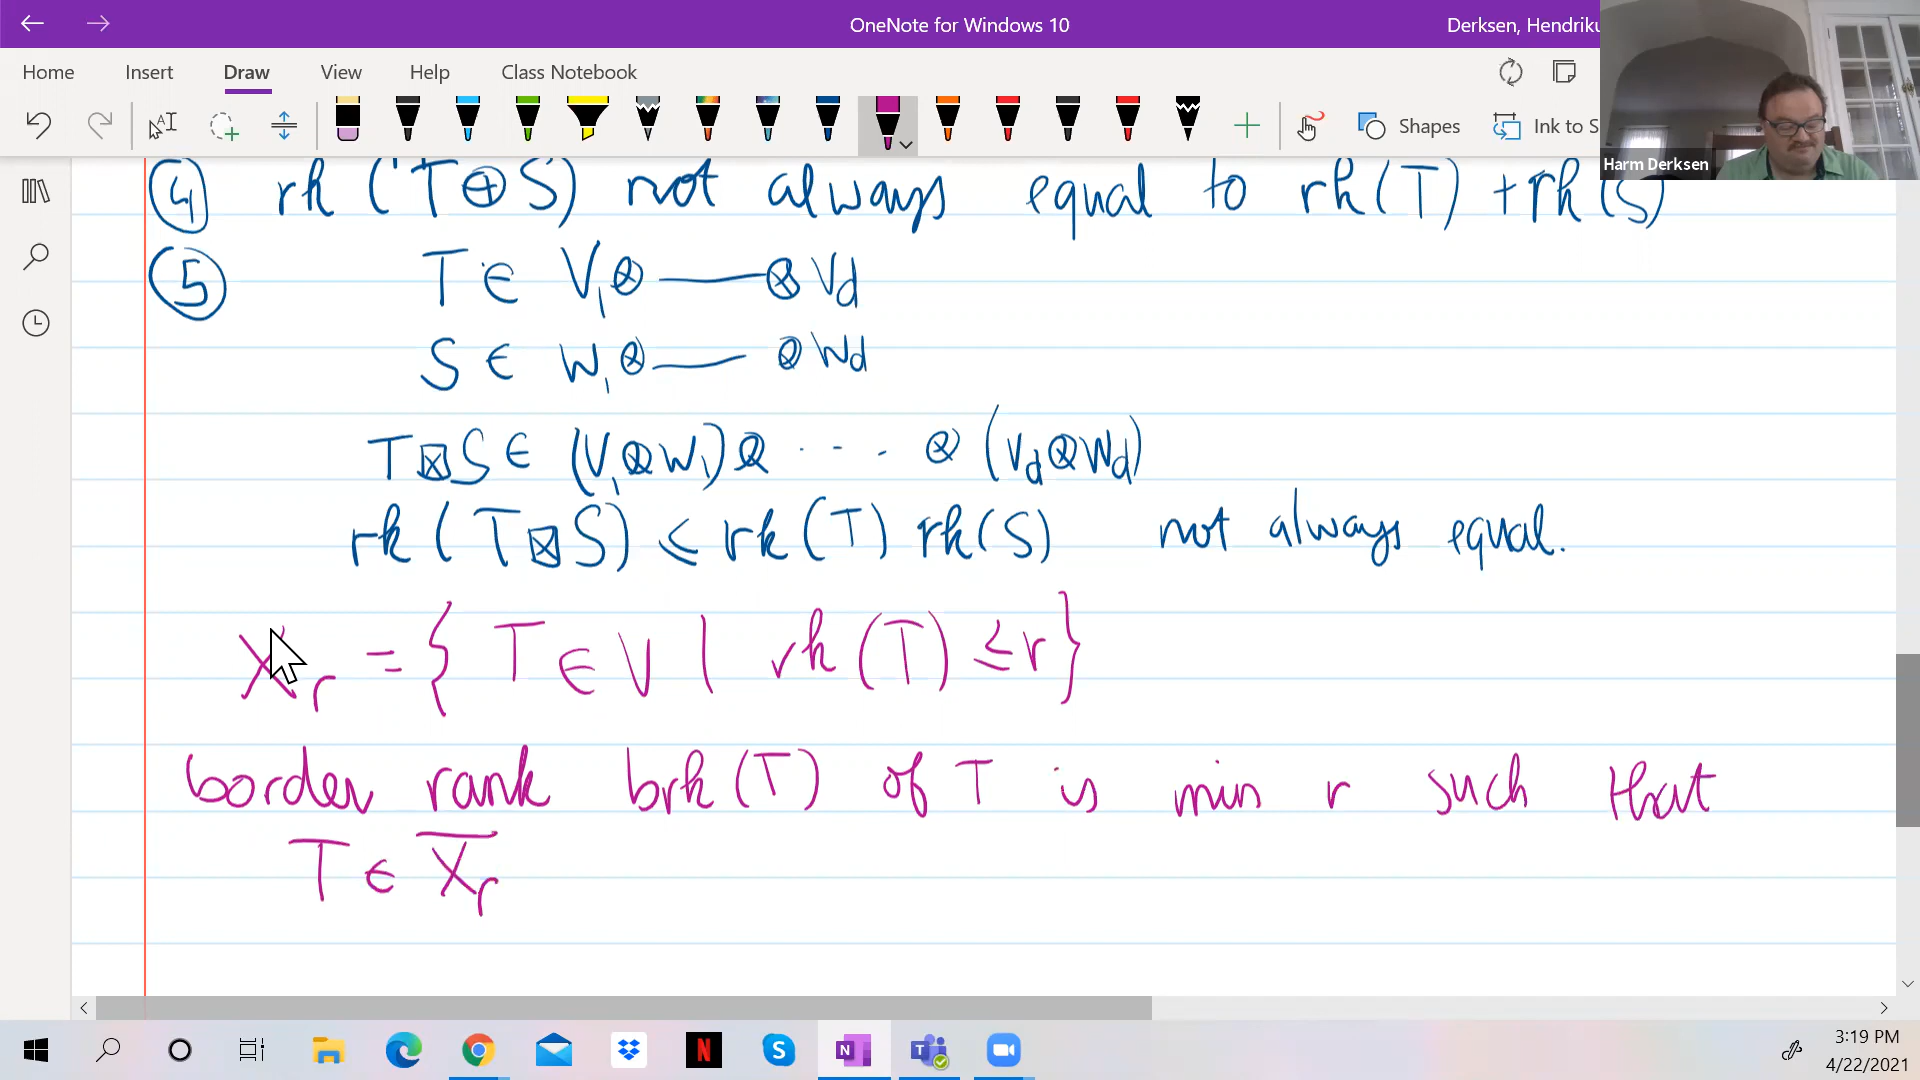 OneNote for Windows 10
Derksen, Hendriku
Home Insert Draw View Help Class Notebook
Shapes Ink to S
Harm Derksen
④ rk (T ⊕ S) not always equal to rk(T) + rk(S)
⑤ T ∈ V₁ ⊗ —— ⊗ V_d
S ∈ W₁ ⊗ —— ⊗ W_d
T ⊠ S ∈ (V₁ ⊗ W₁) ⊗ ... ⊗ (V_d ⊗ W_d)
rk (T ⊠ S) ≤ rk(T) rk(S) not always equal.
X_r = { T ∈ V | rk(T) ≤ r }
border rank brk(T) of T is min r such that
T ∈ X̅_r
3:19 PM
4/22/2021